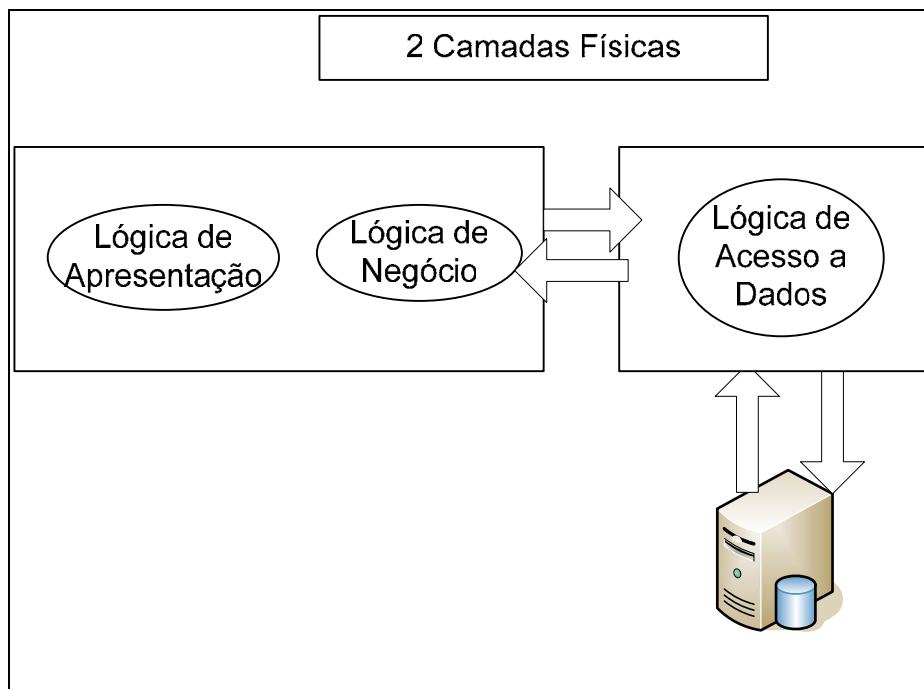 2 Camadas Físicas
Lógica de
Apresentação
Lógica de
Negócio
Lógica de
Acesso a
Dados